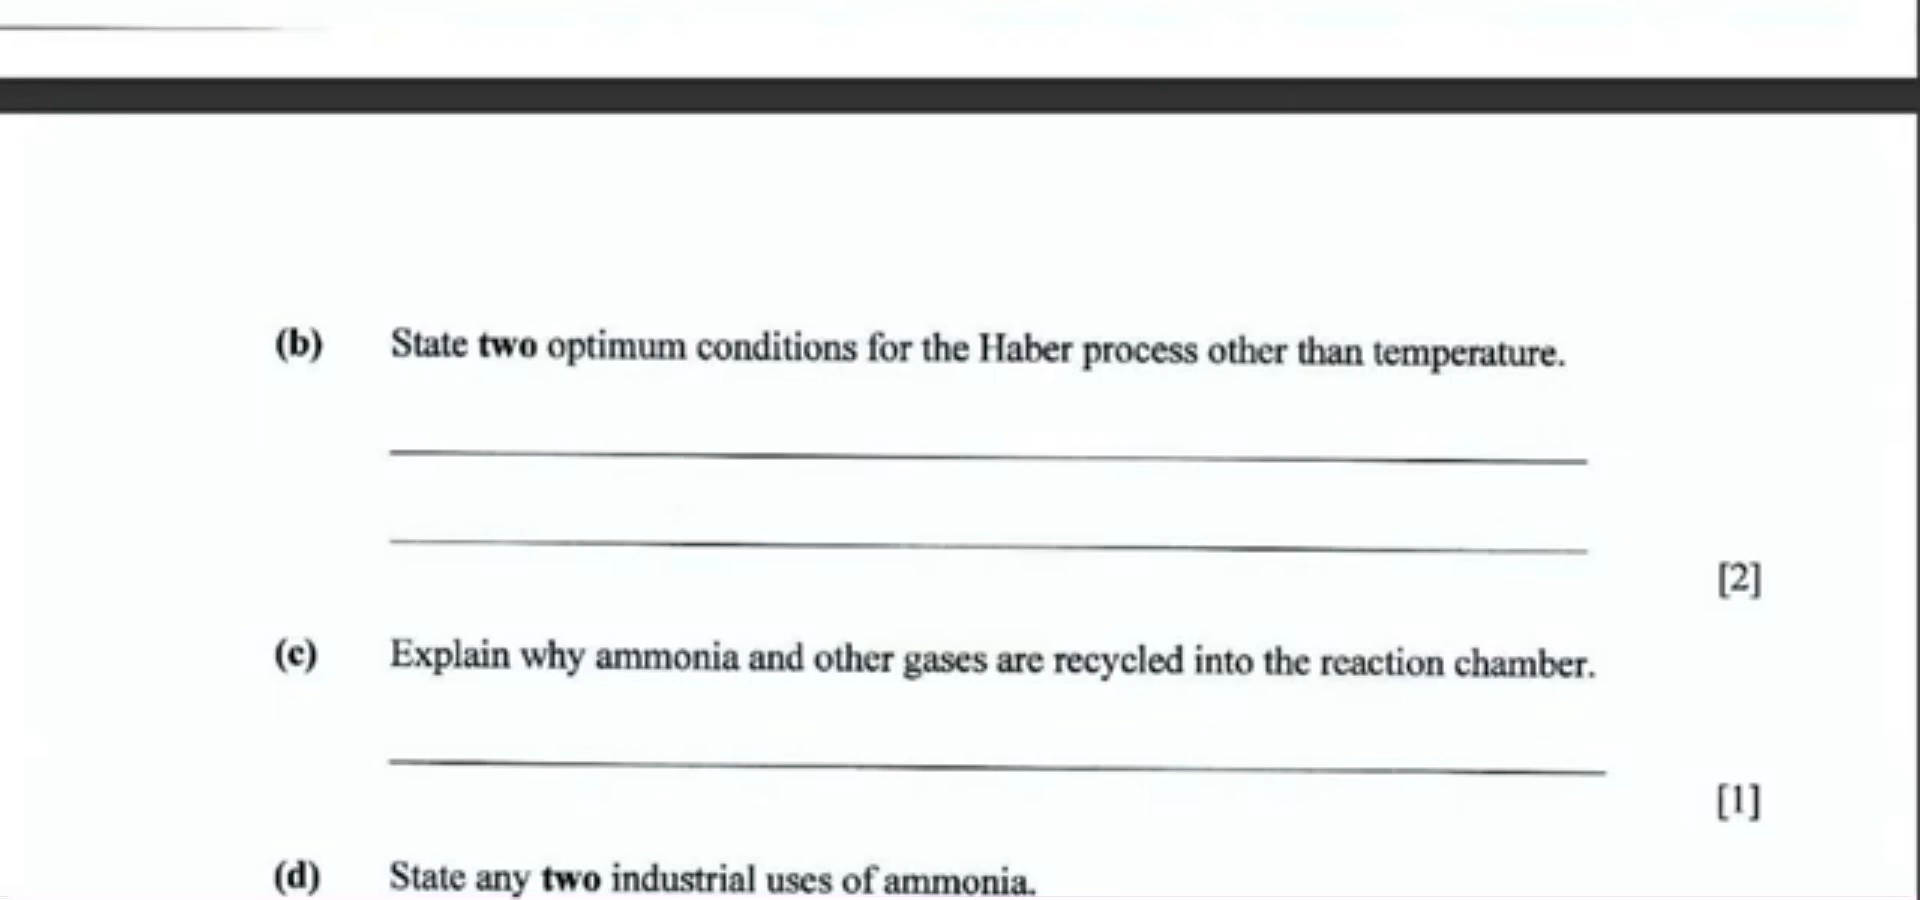 (b) State two optimum conditions for the Haber process other than temperature.
[2]
(c) Explain why ammonia and other gases are recycled into the reaction chamber.
[1]
(d) State any two industrial uses of ammonia.